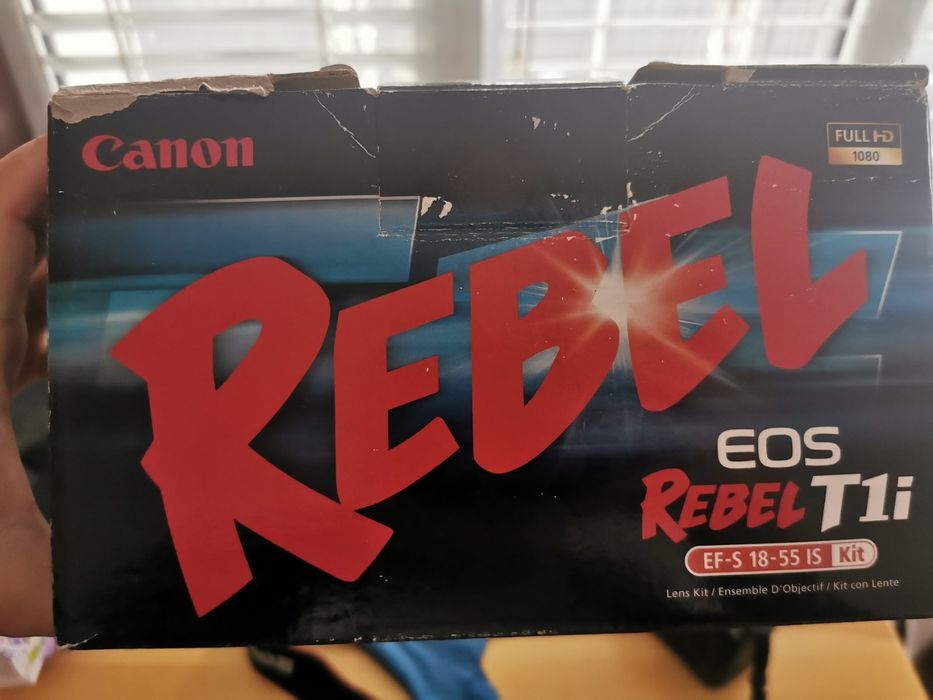 Canon
FULL HD
1080
REBEL
EOS
REBEL T1i
EF-S 18-55 IS Kit
Lens Kit / Ensemble D'Objectif / Kit con Lente